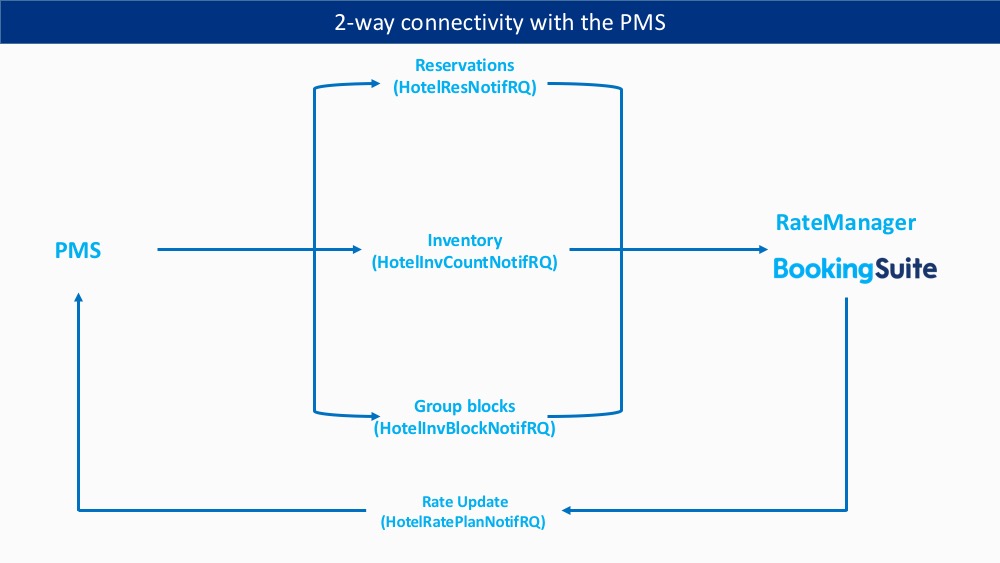 2-way connectivity with the PMS
Reservations
(HotelResNotifRQ)
PMS
Inventory
(HotelInvCountNotifRQ)
RateManager
BookingSuite
Group blocks
(HotelInvBlockNotifRQ)
Rate Update
(HotelRatePlanNotifRQ)